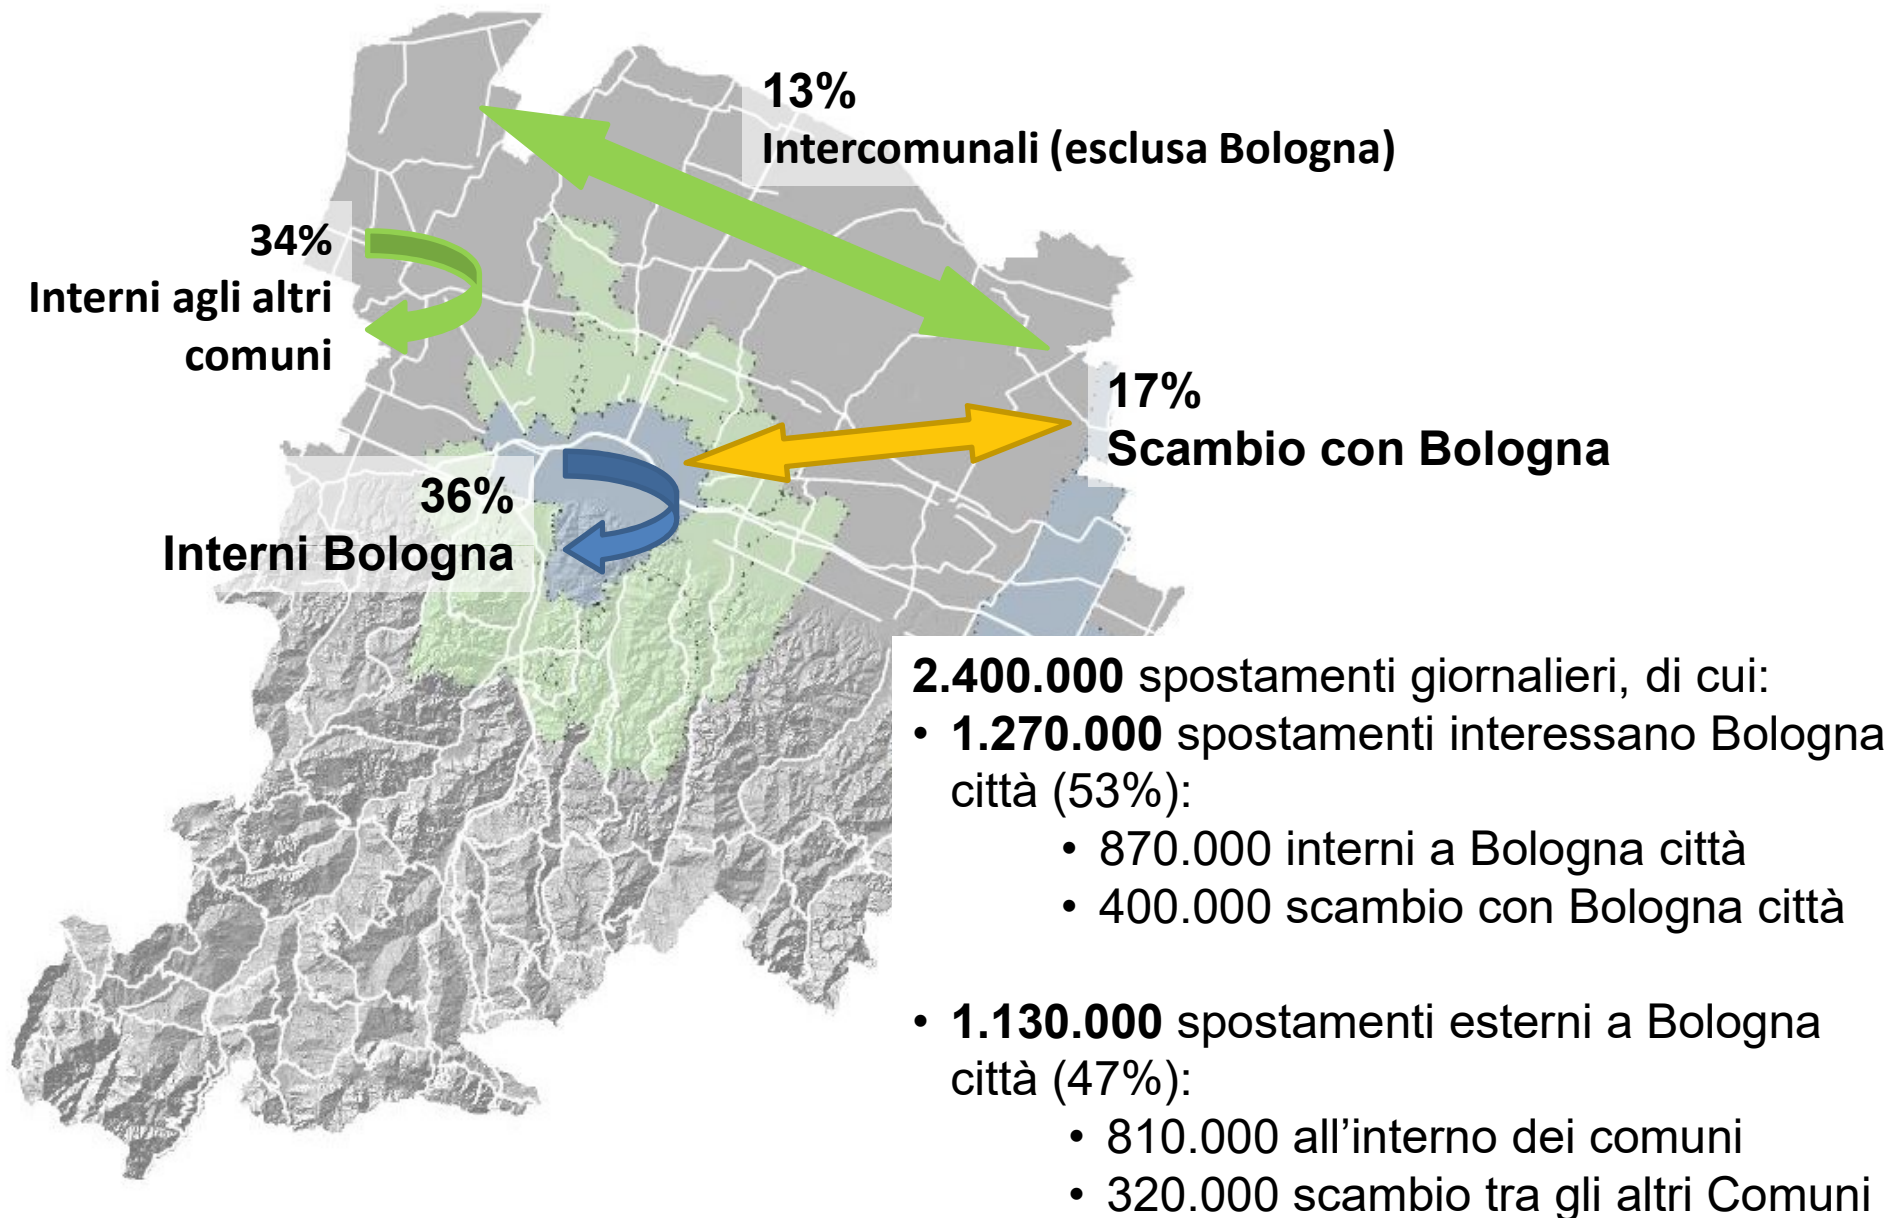 13%
Intercomunali (esclusa Bologna)
34%
Interni agli altri
comuni
17%
Scambio con Bologna
36%
Interni Bologna
2.400.000 spostamenti giornalieri, di cui:
• 1.270.000 spostamenti interessano Bologna
città (53%):
• 870.000 interni a Bologna città
• 400.000 scambio con Bologna città
• 1.130.000 spostamenti esterni a Bologna
città (47%):
• 810.000 all’interno dei comuni
• 320.000 scambio tra gli altri Comuni